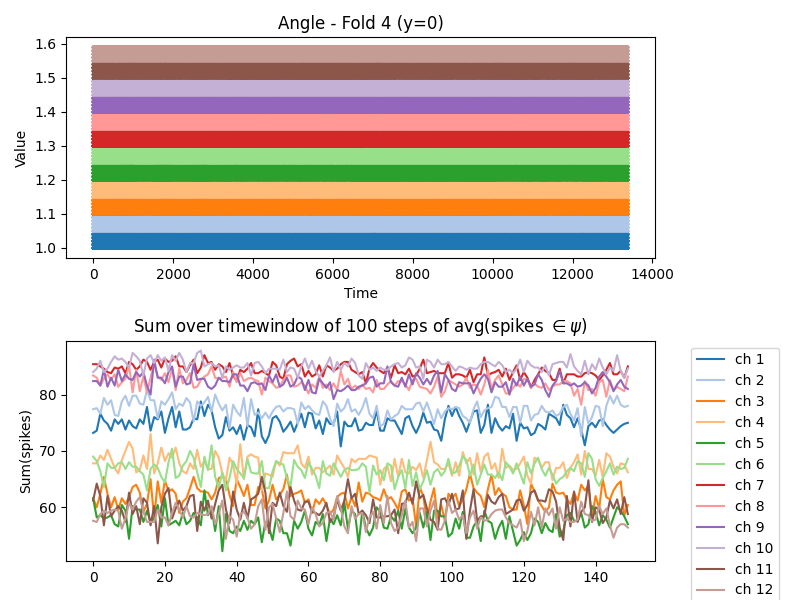 Angle - Fold 4 (y=0)
Value
1.6
1.5
1.4
1.3
1.2
1.1
1.0
0 2000 4000 6000 8000 10000 12000 14000
Time
Sum over timewindow of 100 steps of avg(spikes ∈ψ)
Sum(spikes)
80
70
60
0 20 40 60 80 100 120 140
ch 1
ch 2
ch 3
ch 4
ch 5
ch 6
ch 7
ch 8
ch 9
ch 10
ch 11
ch 12